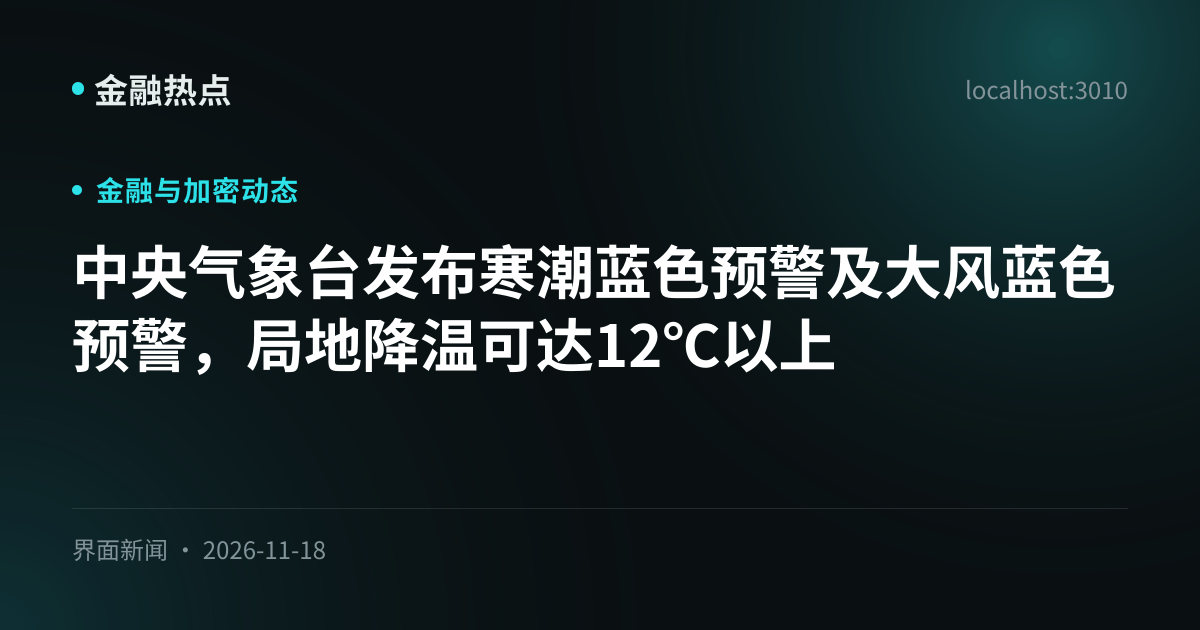 金融热点
localhost:3010
金融与加密动态
中央气象台发布寒潮蓝色预警及大风蓝色
预警，局地降温可达12℃以上
界面新闻 • 2026-11-18